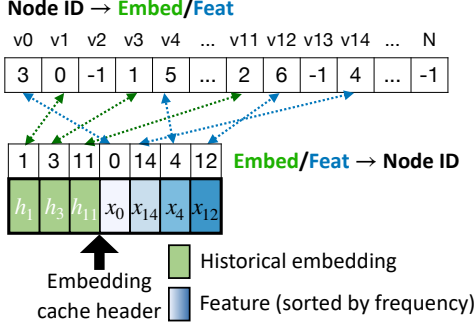 Node ID → Embed/Feat
v0 v1 v2 v3 v4 ... v11 v12 v13 v14 ... N
3 0 -1 1 5 ... 2 6 -1 4 ... -1
1 3 11 0 14 4 12 Embed/Feat → Node ID
h1 h3 h11 x0 x14 x4 x12
Embedding
cache header
Historical embedding
Feature (sorted by frequency)